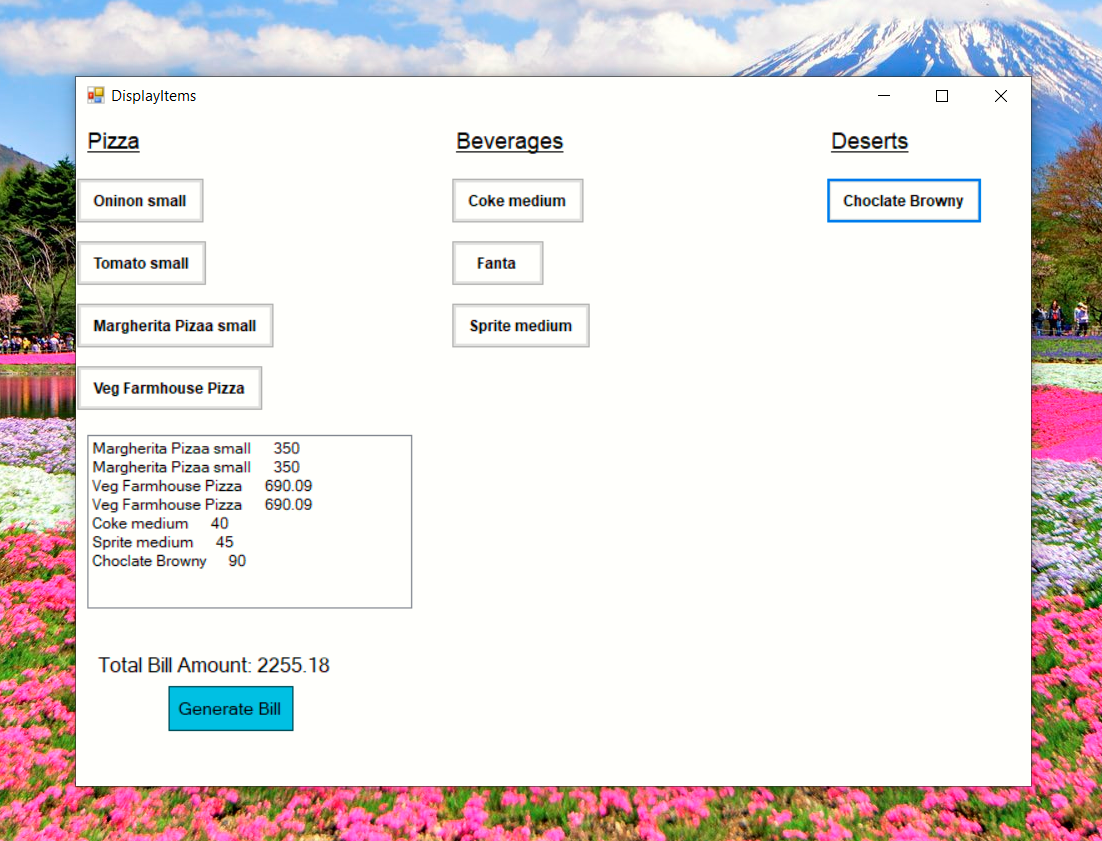 DisplayItems
Pizza Beverages Deserts
Oninon small Coke medium Choclate Browny
Tomato small Fanta
Margherita Pizaa small Sprite medium
Veg Farmhouse Pizza
Margherita Pizaa small 350
Margherita Pizaa small 350
Veg Farmhouse Pizza 690.09
Veg Farmhouse Pizza 690.09
Coke medium 40
Sprite medium 45
Choclate Browny 90
Total Bill Amount: 2255.18
Generate Bill